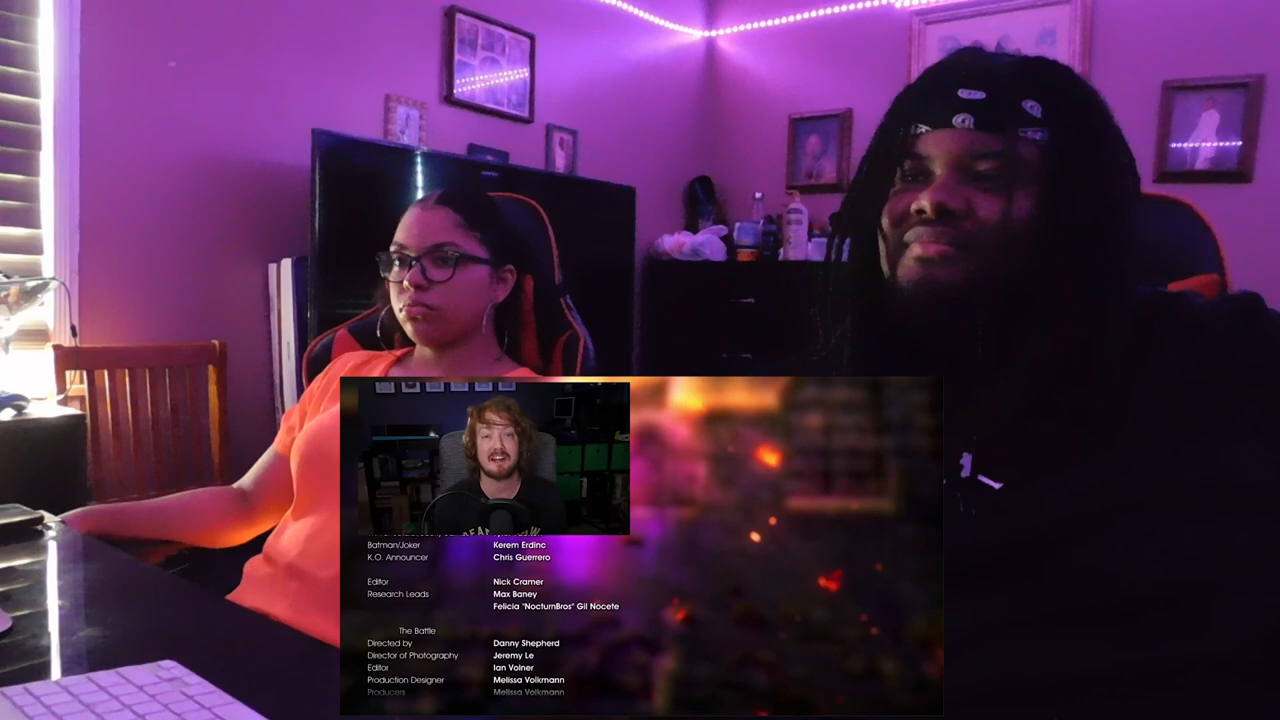 Batman/Joker Kerem Erdinc
K.O. Announcer Chris Guerrero
Editor Nick Cramer
Research Leads Max Baney
Felicia "NocturnBros" Gil Nocete
The Battle
Directed by Danny Shepherd
Director of Photography Jeremy Le
Editor Ian Volner
Production Designer Melissa Volkmann
Producers Melissa Volkmann